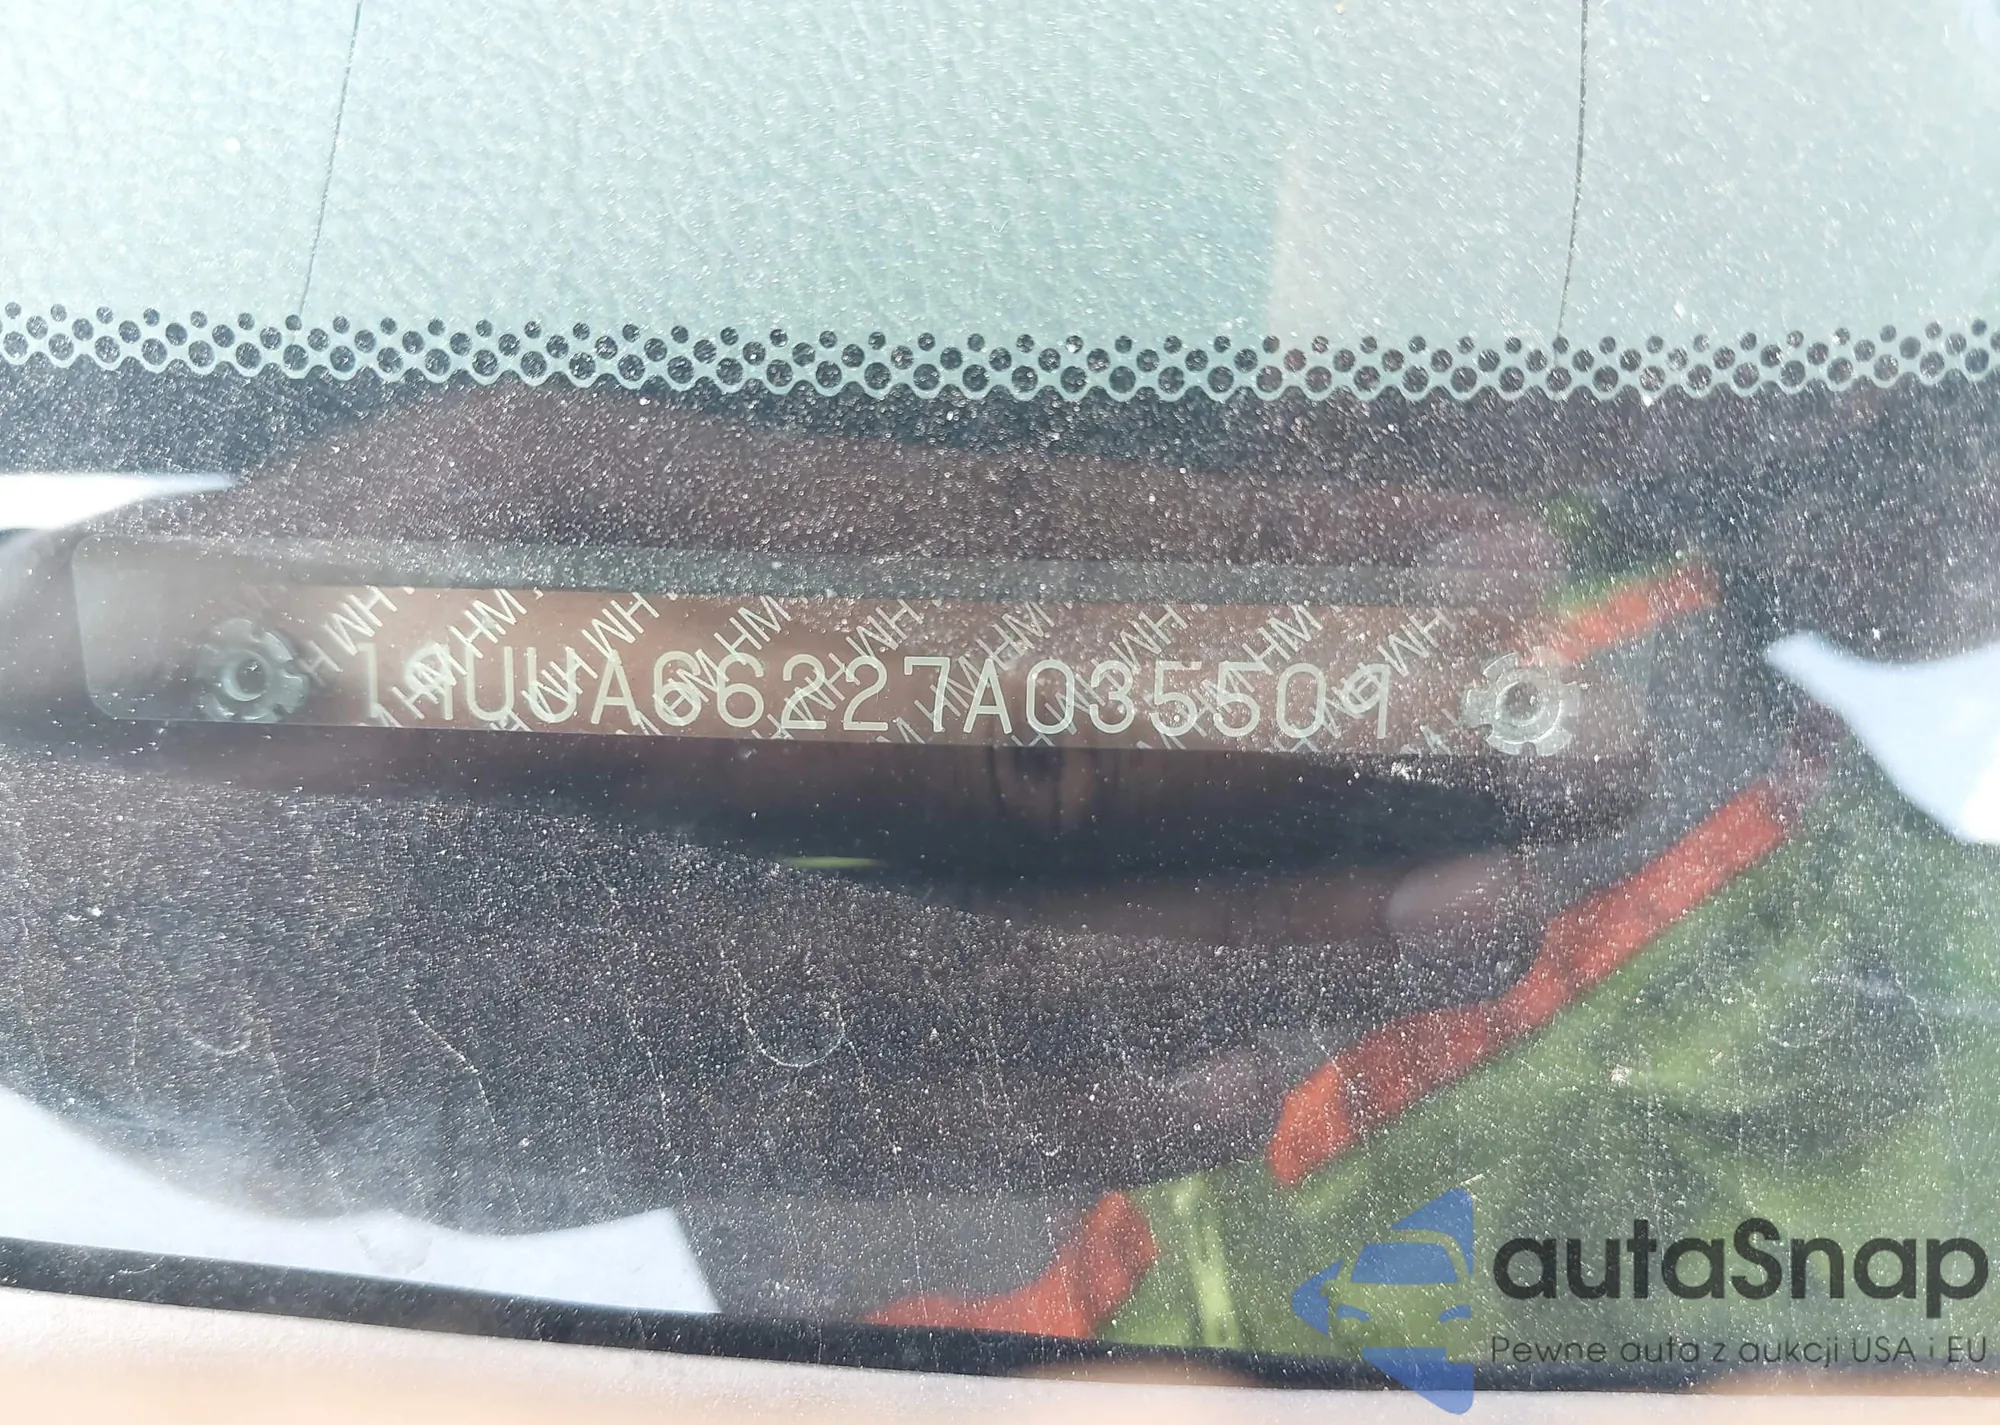 19UUA66227A035509
autaSnap
Pewne auta z aukcji USA i EU